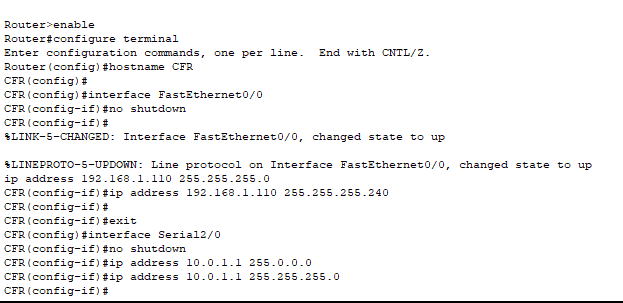 Router>enable
Router#configure terminal
Enter configuration commands, one per line.  End with CNTL/Z.
Router(config)#hostname CFR
CFR(config)#
CFR(config)#interface FastEthernet0/0
CFR(config-if)#no shutdown
CFR(config-if)#
%LINK-5-CHANGED: Interface FastEthernet0/0, changed state to up
%LINEPROTO-5-UPDOWN: Line protocol on Interface FastEthernet0/0, changed state to up
ip address 192.168.1.110 255.255.255.0
CFR(config-if)#ip address 192.168.1.110 255.255.255.240
CFR(config-if)#
CFR(config-if)#exit
CFR(config)#interface Serial2/0
CFR(config-if)#no shutdown
CFR(config-if)#ip address 10.0.1.1 255.0.0.0
CFR(config-if)#ip address 10.0.1.1 255.255.255.0
CFR(config-if)#